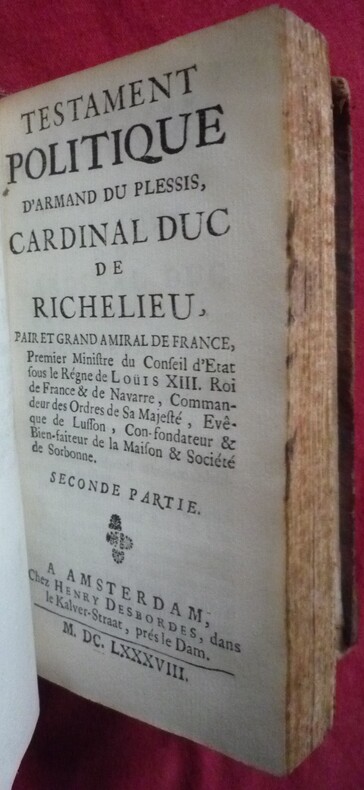 TESTAMENT
POLITIQUE
D'ARMAND DU PLESSIS,
CARDINAL DUC
DE
RICHELIEU,
PAIR ET GRAND AMIRAL DE FRANCE,
Premier Miniſtre du Conſeil d'Etat
ſous le Régne de Loüis XIII. Roi
de France & de Navarre, Comman-
deur des Ordres de Sa Majeſté, Evê-
que de Luſſon, Con-fondateur &
Bien-faiteur de la Maiſon & Société
de Sorbonne.
SECONDE PARTIE.
A AMSTERDAM,
Chez HENRY DESBORDES, dans
le Kalver-Straat, prés le Dam.
M. DC. LXXXVIII.